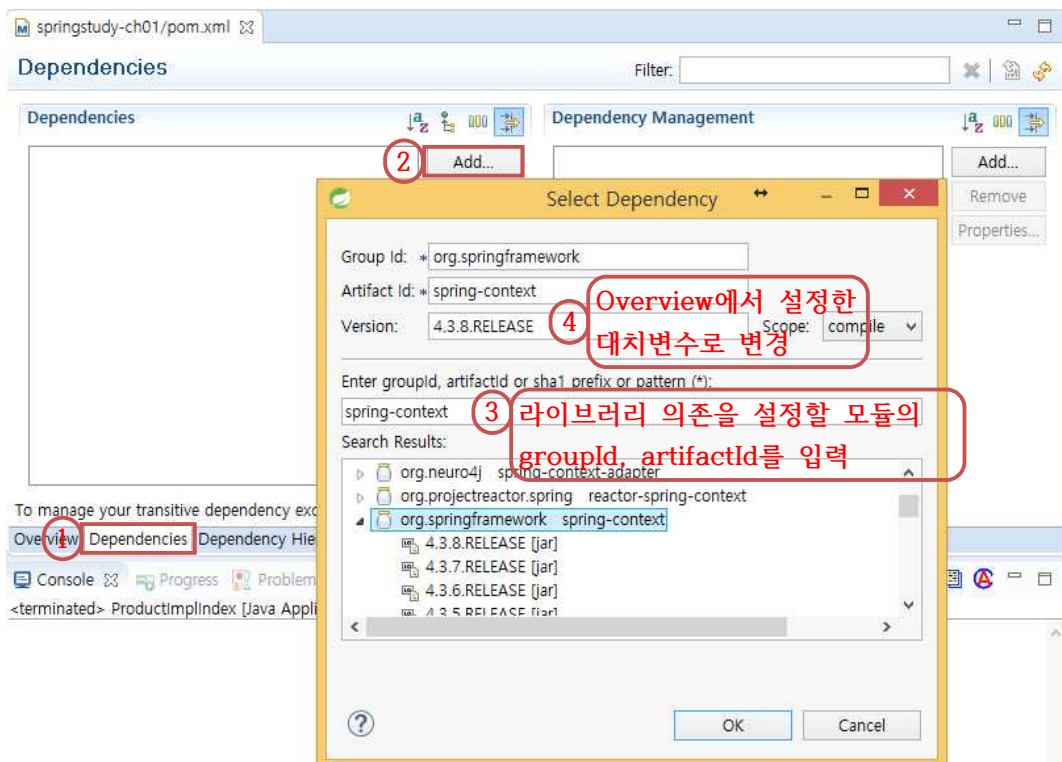 springstudy-ch01/pom.xml
Dependencies
Filter:
Dependencies
Dependency Management
② Add...
Add...
Remove
Properties...
Select Dependency
Group Id: * org.springframework
Artifact Id: * spring-context
Version: 4.3.8.RELEASE
Scope: compile
④ Overview에서 설정한
대치변수로 변경
Enter groupId, artifactId or sha1 prefix or pattern (*):
spring-context
③ 라이브러리 의존을 설정할 모듈의
groupId, artifactId를 입력
Search Results:
org.neuro4j spring-context-adapter
org.projectreactor.spring reactor-spring-context
org.springframework spring-context
4.3.8.RELEASE [jar]
4.3.7.RELEASE [jar]
4.3.6.RELEASE [jar]
4.3.5.RELEASE [jar]
OK
Cancel
To manage your transitive dependency exc
Overview ① Dependencies Dependency Hie
Console Progress Problem
<terminated> ProductImplIndex [Java Appli